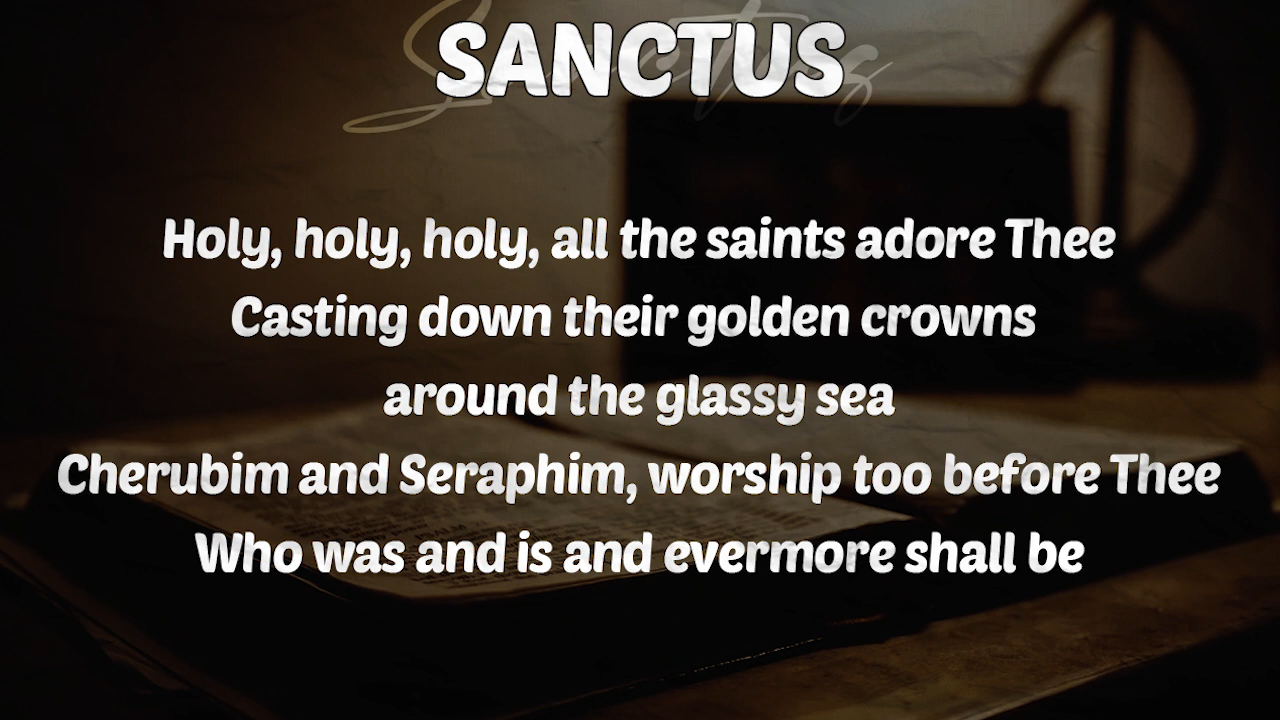 SANCTUS
Sanctus
Holy, holy, holy, all the saints adore Thee
Casting down their golden crowns
around the glassy sea
Cherubim and Seraphim, worship too before Thee
Who was and is and evermore shall be